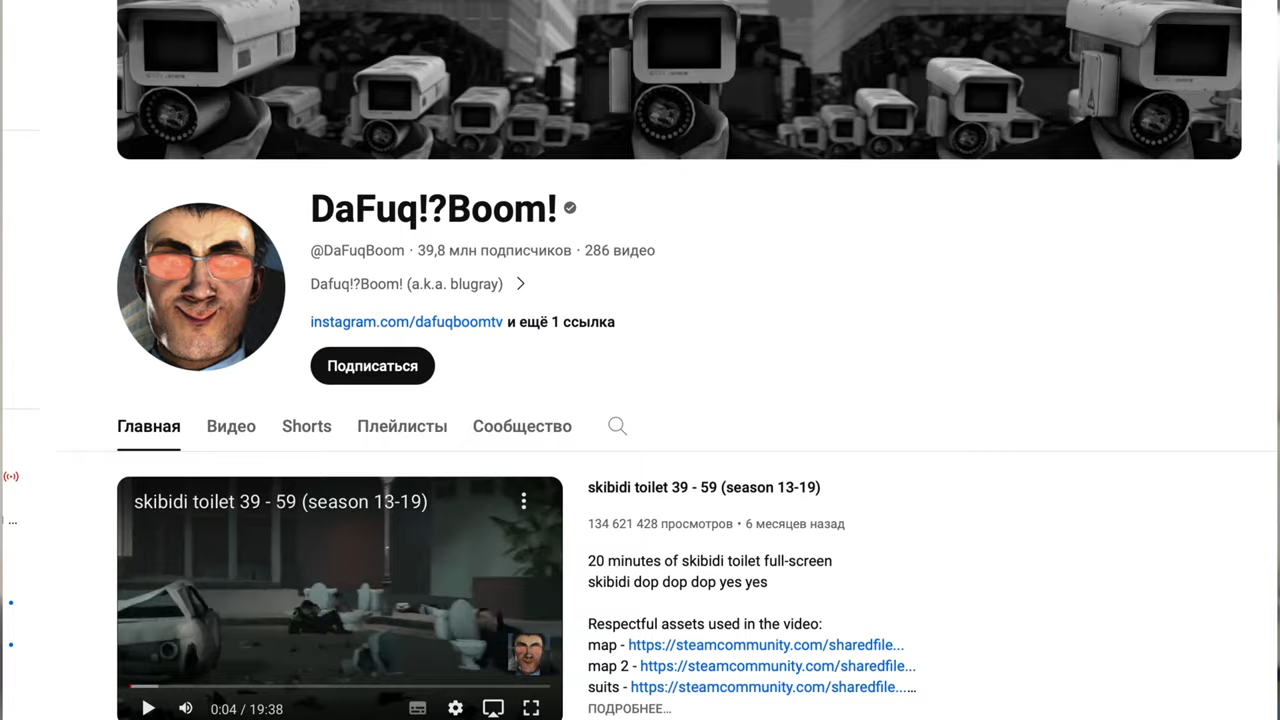 DaFuq!?Boom!
@DaFuqBoom · 39,8 млн подписчиков · 286 видео
Dafuq!?Boom! (a.k.a. blugray)
instagram.com/dafuqboomtv и ещё 1 ссылка
Подписаться
Главная Видео Shorts Плейлисты Сообщество
skibidi toilet 39 - 59 (season 13-19)
0:04 / 19:38
skibidi toilet 39 - 59 (season 13-19)
134 621 428 просмотров • 6 месяцев назад
20 minutes of skibidi toilet full-screen
skibidi dop dop dop yes yes
Respectful assets used in the video:
map - https://steamcommunity.com/sharedfile...
map 2 - https://steamcommunity.com/sharedfile...
suits - https://steamcommunity.com/sharedfile......
ПОДРОБНЕЕ...